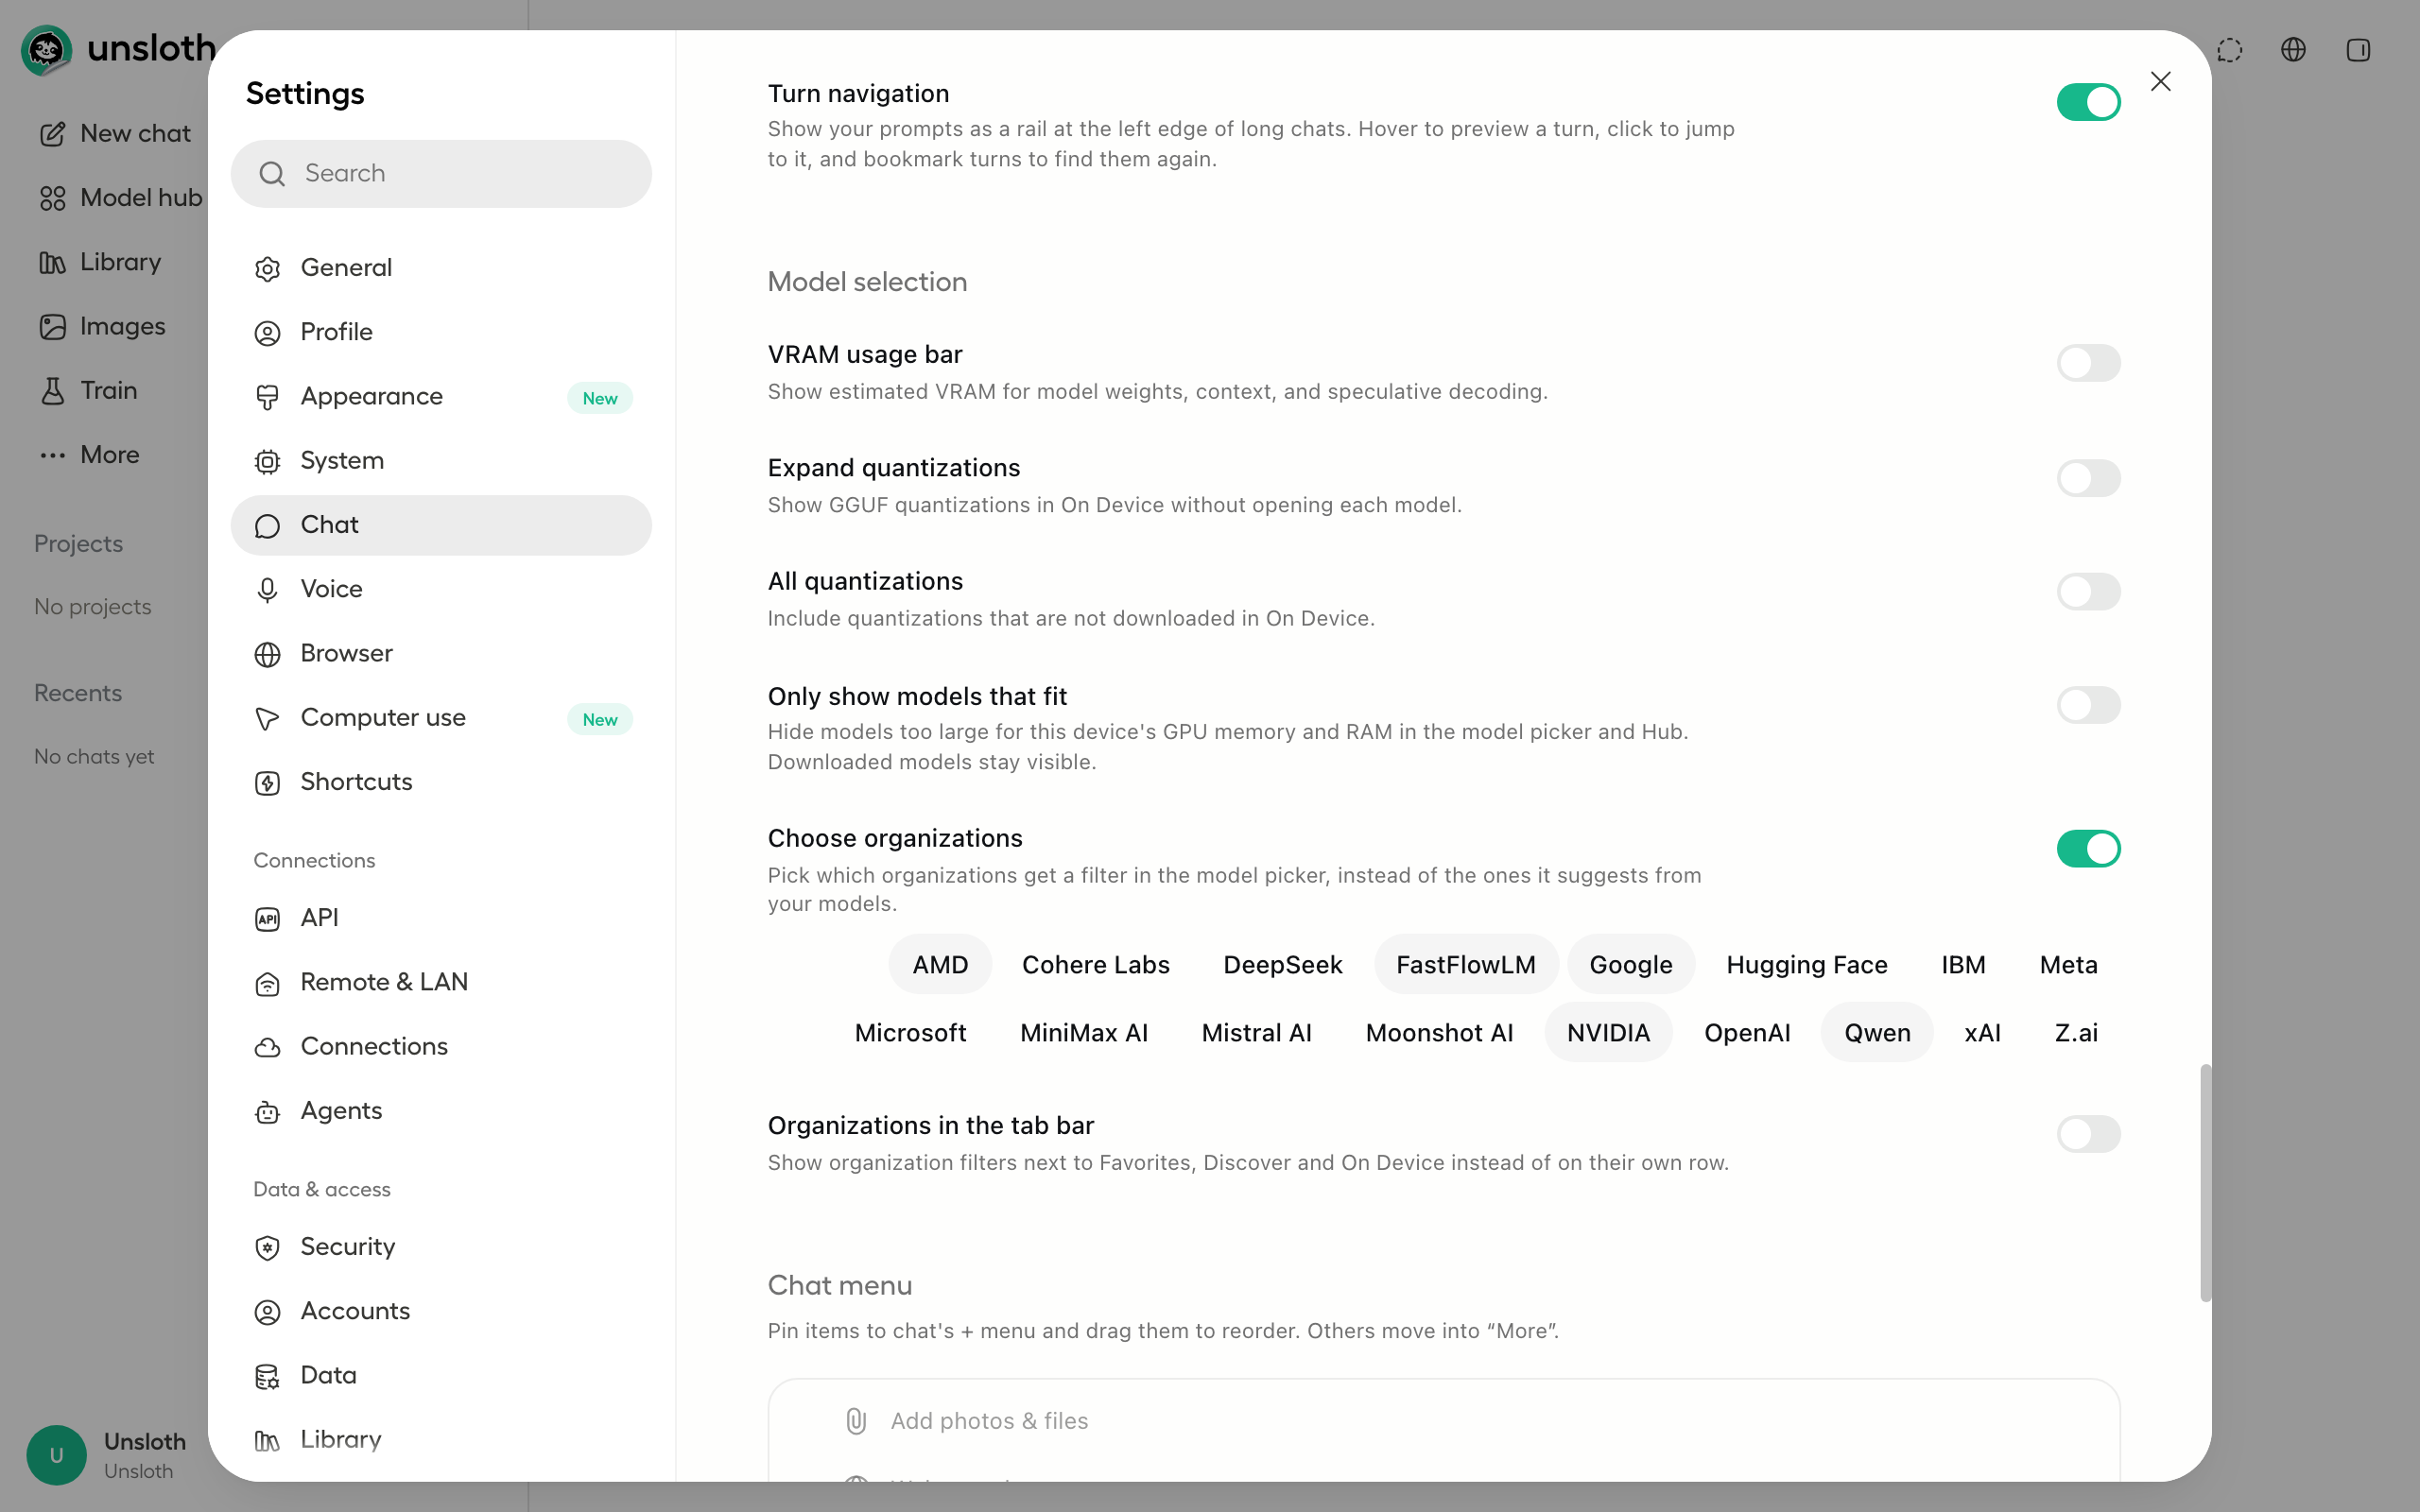 unsloth
New chat
Model hub
Library
Images
Train
More
Projects
No projects
Recents
No chats yet
Unsloth
Unsloth
U
Settings
Search
General
Profile
Appearance
New
System
Chat
Voice
Browser
Computer use
New
Shortcuts
Connections
API
API
Remote & LAN
Connections
Agents
Data & access
Security
Accounts
Data
Library
Turn navigation
Show your prompts as a rail at the left edge of long chats. Hover to preview a turn, click to jump
to it, and bookmark turns to find them again.
Model selection
VRAM usage bar
Show estimated VRAM for model weights, context, and speculative decoding.
Expand quantizations
Show GGUF quantizations in On Device without opening each model.
All quantizations
Include quantizations that are not downloaded in On Device.
Only show models that fit
Hide models too large for this device's GPU memory and RAM in the model picker and Hub.
Downloaded models stay visible.
Choose organizations
Pick which organizations get a filter in the model picker, instead of the ones it suggests from
your models.
AMD Cohere Labs DeepSeek FastFlowLM Google Hugging Face IBM Meta
Microsoft MiniMax AI Mistral AI Moonshot AI NVIDIA OpenAI Qwen xAI Z.ai
Organizations in the tab bar
Show organization filters next to Favorites, Discover and On Device instead of on their own row.
Chat menu
Pin items to chat's + menu and drag them to reorder. Others move into “More”.
Add photos & files